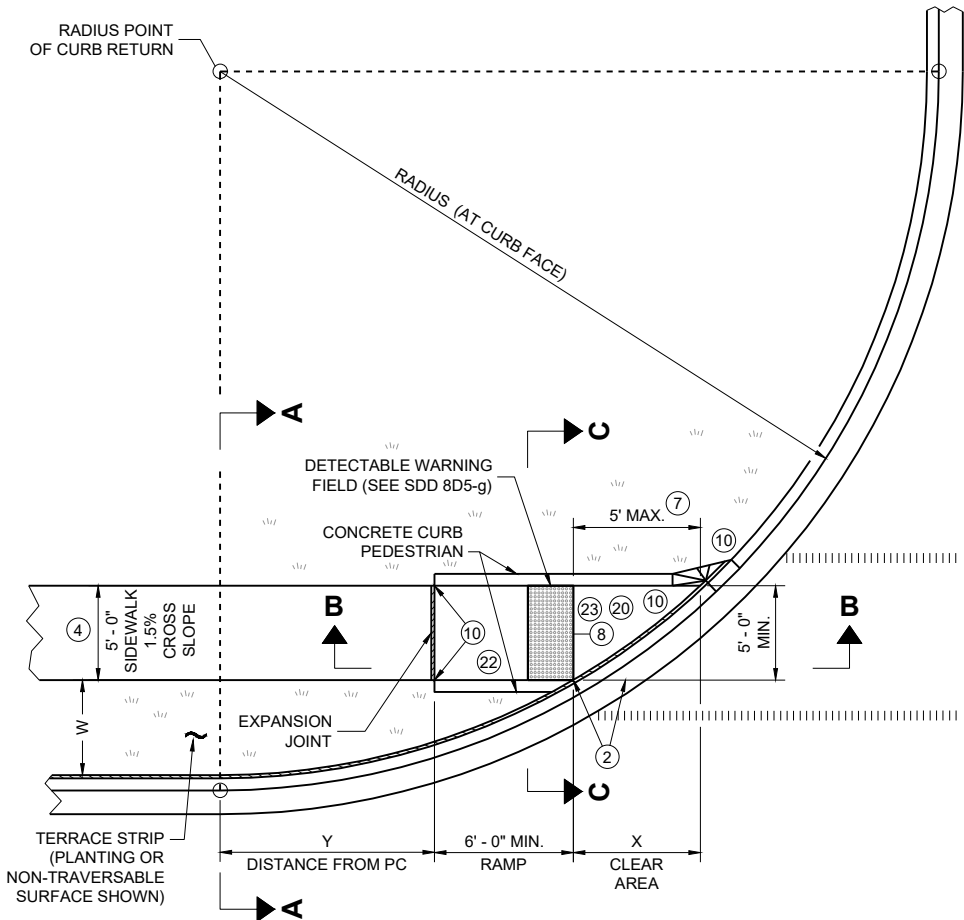 RADIUS POINT
OF CURB RETURN
RADIUS (AT CURB FACE)
A
C
DETECTABLE WARNING
FIELD (SEE SDD 8D5-g)
7
5' MAX.
CONCRETE CURB
PEDESTRIAN
10
4
5' - 0"
SIDEWALK
1.5%
CROSS
SLOPE
B
10
22
23
20
10
8
5' - 0"
MIN.
B
W
EXPANSION
JOINT
2
C
TERRACE STRIP
(PLANTING OR
NON-TRAVERSABLE
SURFACE SHOWN)
Y
DISTANCE FROM PC
6' - 0" MIN.
RAMP
X
CLEAR
AREA
A